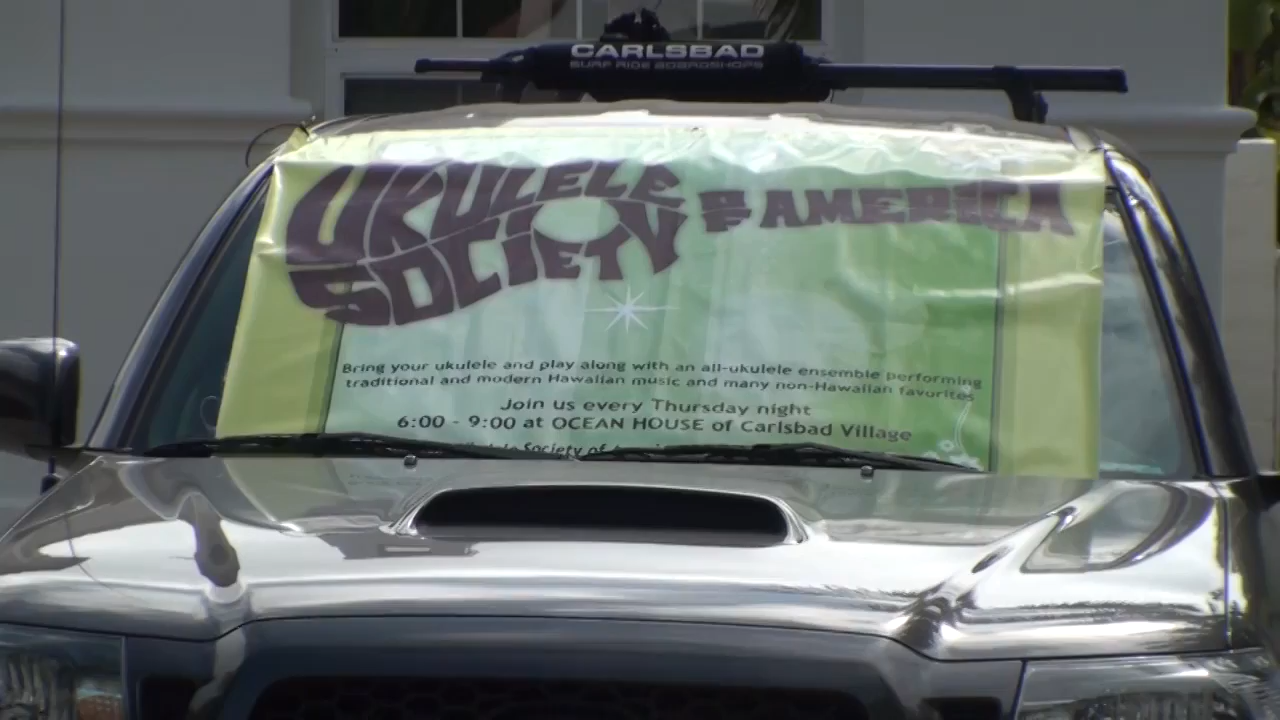 CARLSBAD
SURF RIDE BOARDSHOPS
UKULELE
SOCIETY OF AMERICA
Bring your ukulele and play along with an all-ukulele ensemble performing
traditional and modern Hawaiian music and many non-Hawaiian favorites
Join us every Thursday night
6:00 - 9:00 at OCEAN HOUSE of Carlsbad Village
Society of